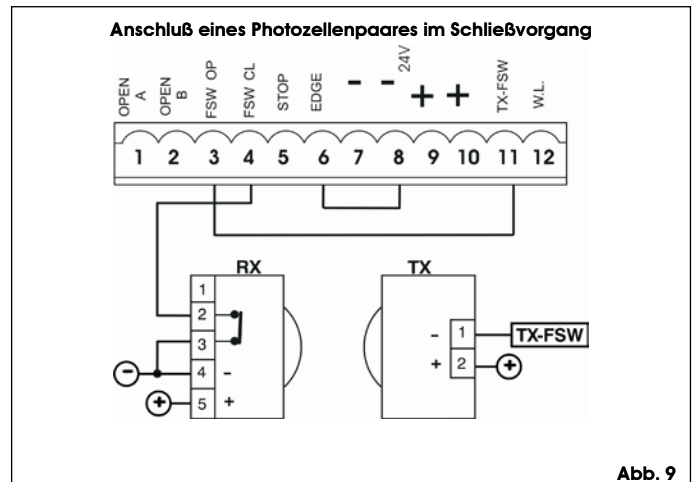 Anschluß eines Photozellenpaares im Schließvorgang
OPEN A
OPEN B
FSW OP
FSW CL
STOP
EDGE
-
-
24V
+
+
TX-FSW
W.L.
1 2 3 4 5 6 7 8 9 10 11 12
RX
1
2
3
- 4 -
+ 5 +
TX
- 1 TX-FSW
+ 2 +
Abb. 9